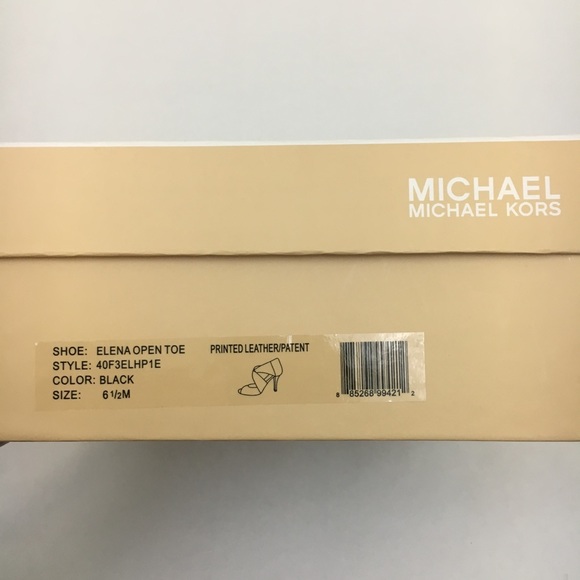 MICHAEL
MICHAEL KORS
SHOE: ELENA OPEN TOE PRINTED LEATHER/PATENT
STYLE: 40F3ELHP1E
COLOR: BLACK
SIZE: 6 1/2M
8 85268 99421 2